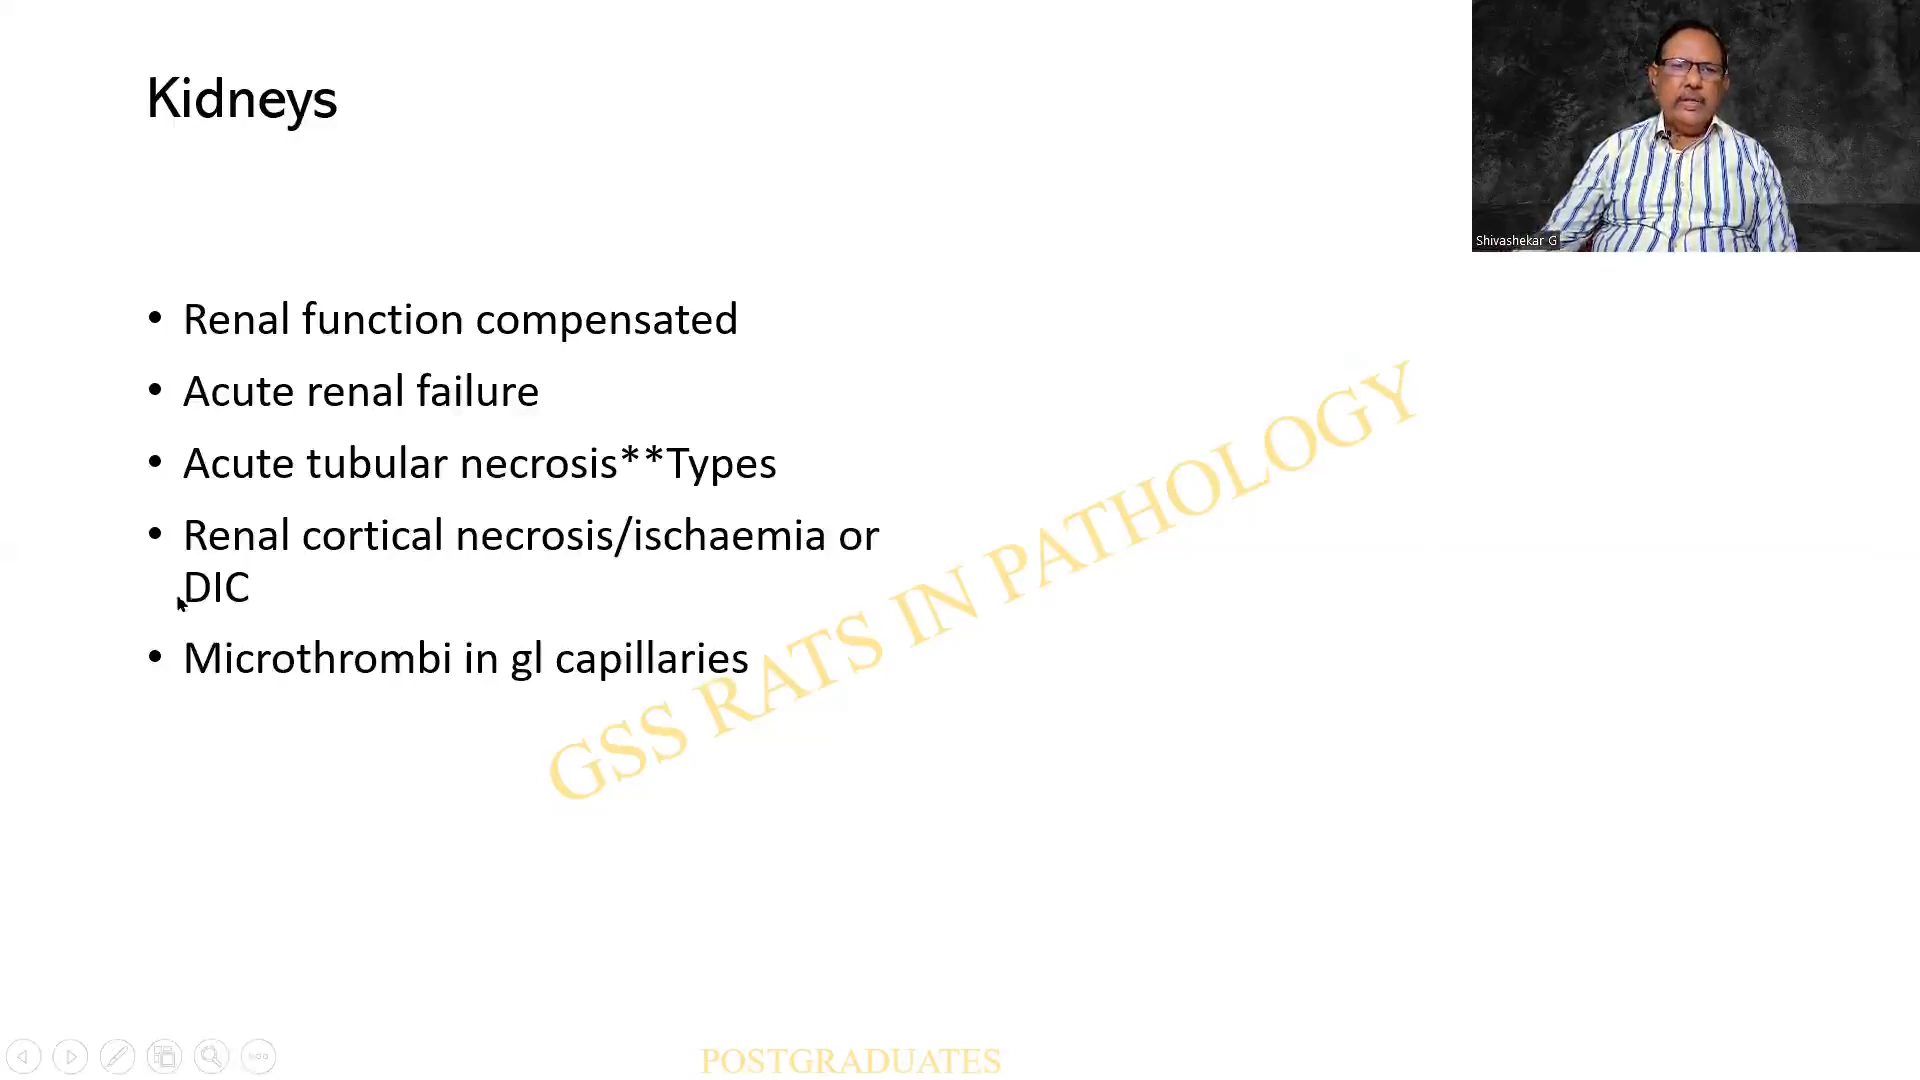 Kidneys
Shivashekar G
• Renal function compensated
• Acute renal failure
• Acute tubular necrosis**Types
• Renal cortical necrosis/ischaemia or
DIC
• Microthrombi in gl capillaries
GSS RATS IN PATHOLOGY
POSTGRADUATES